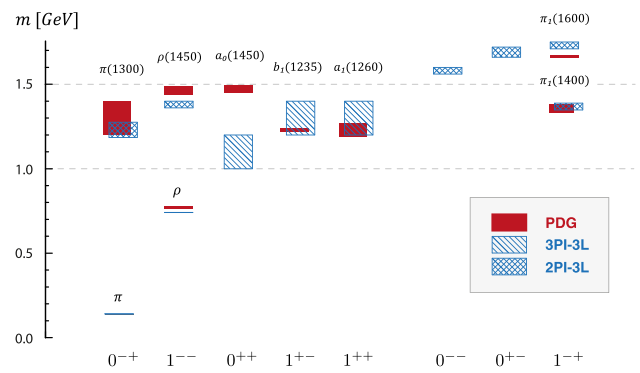 m [GeV]
π₁(1600)
ρ(1450) a₀(1450)
π(1300) b₁(1235) a₁(1260)
π₁(1400)
1.5
1.0
ρ
PDG
3PI-3L
2PI-3L
0.5
π
0.0
0⁻⁺ 1⁻⁻ 0⁺⁺ 1⁺⁻ 1⁺⁺ 0⁻⁻ 0⁺⁻ 1⁻⁺